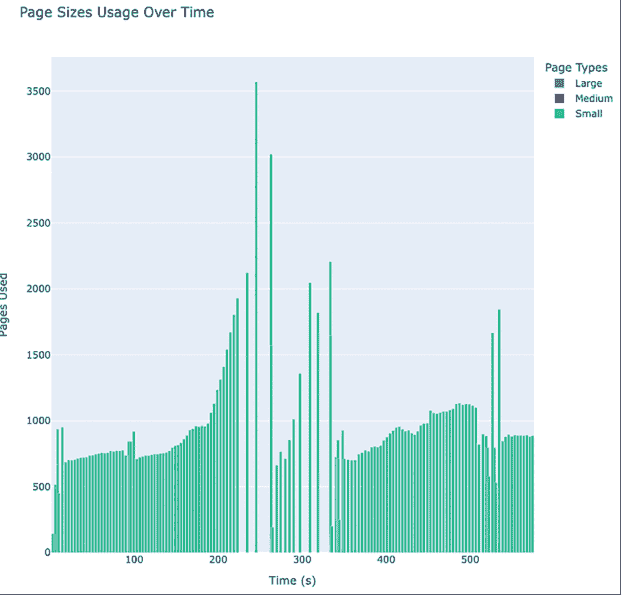 Page Sizes Usage Over Time
Page Types
Large
Medium
Small
Pages Used
3500
3000
2500
2000
1500
1000
500
0
100
200
300
400
500
Time (s)